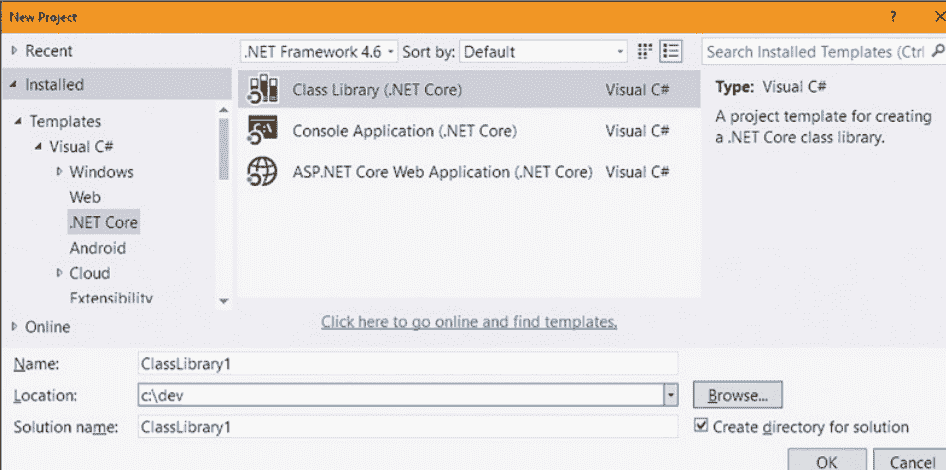 New Project ? ×
Recent
.NET Framework 4.6 Sort by: Default
Search Installed Templates (Ctrl
Installed
Templates
Visual C#
Windows
Web
.NET Core
Android
Cloud
Extensibility
Online
Class Library (.NET Core) Visual C#
Console Application (.NET Core) Visual C#
ASP.NET Core Web Application (.NET Core) Visual C#
Click here to go online and find templates.
Type: Visual C#
A project template for creating
a .NET Core class library.
Name: ClassLibrary1
Location: c:\dev Browse...
Solution name: ClassLibrary1 Create directory for solution
OK Cancel